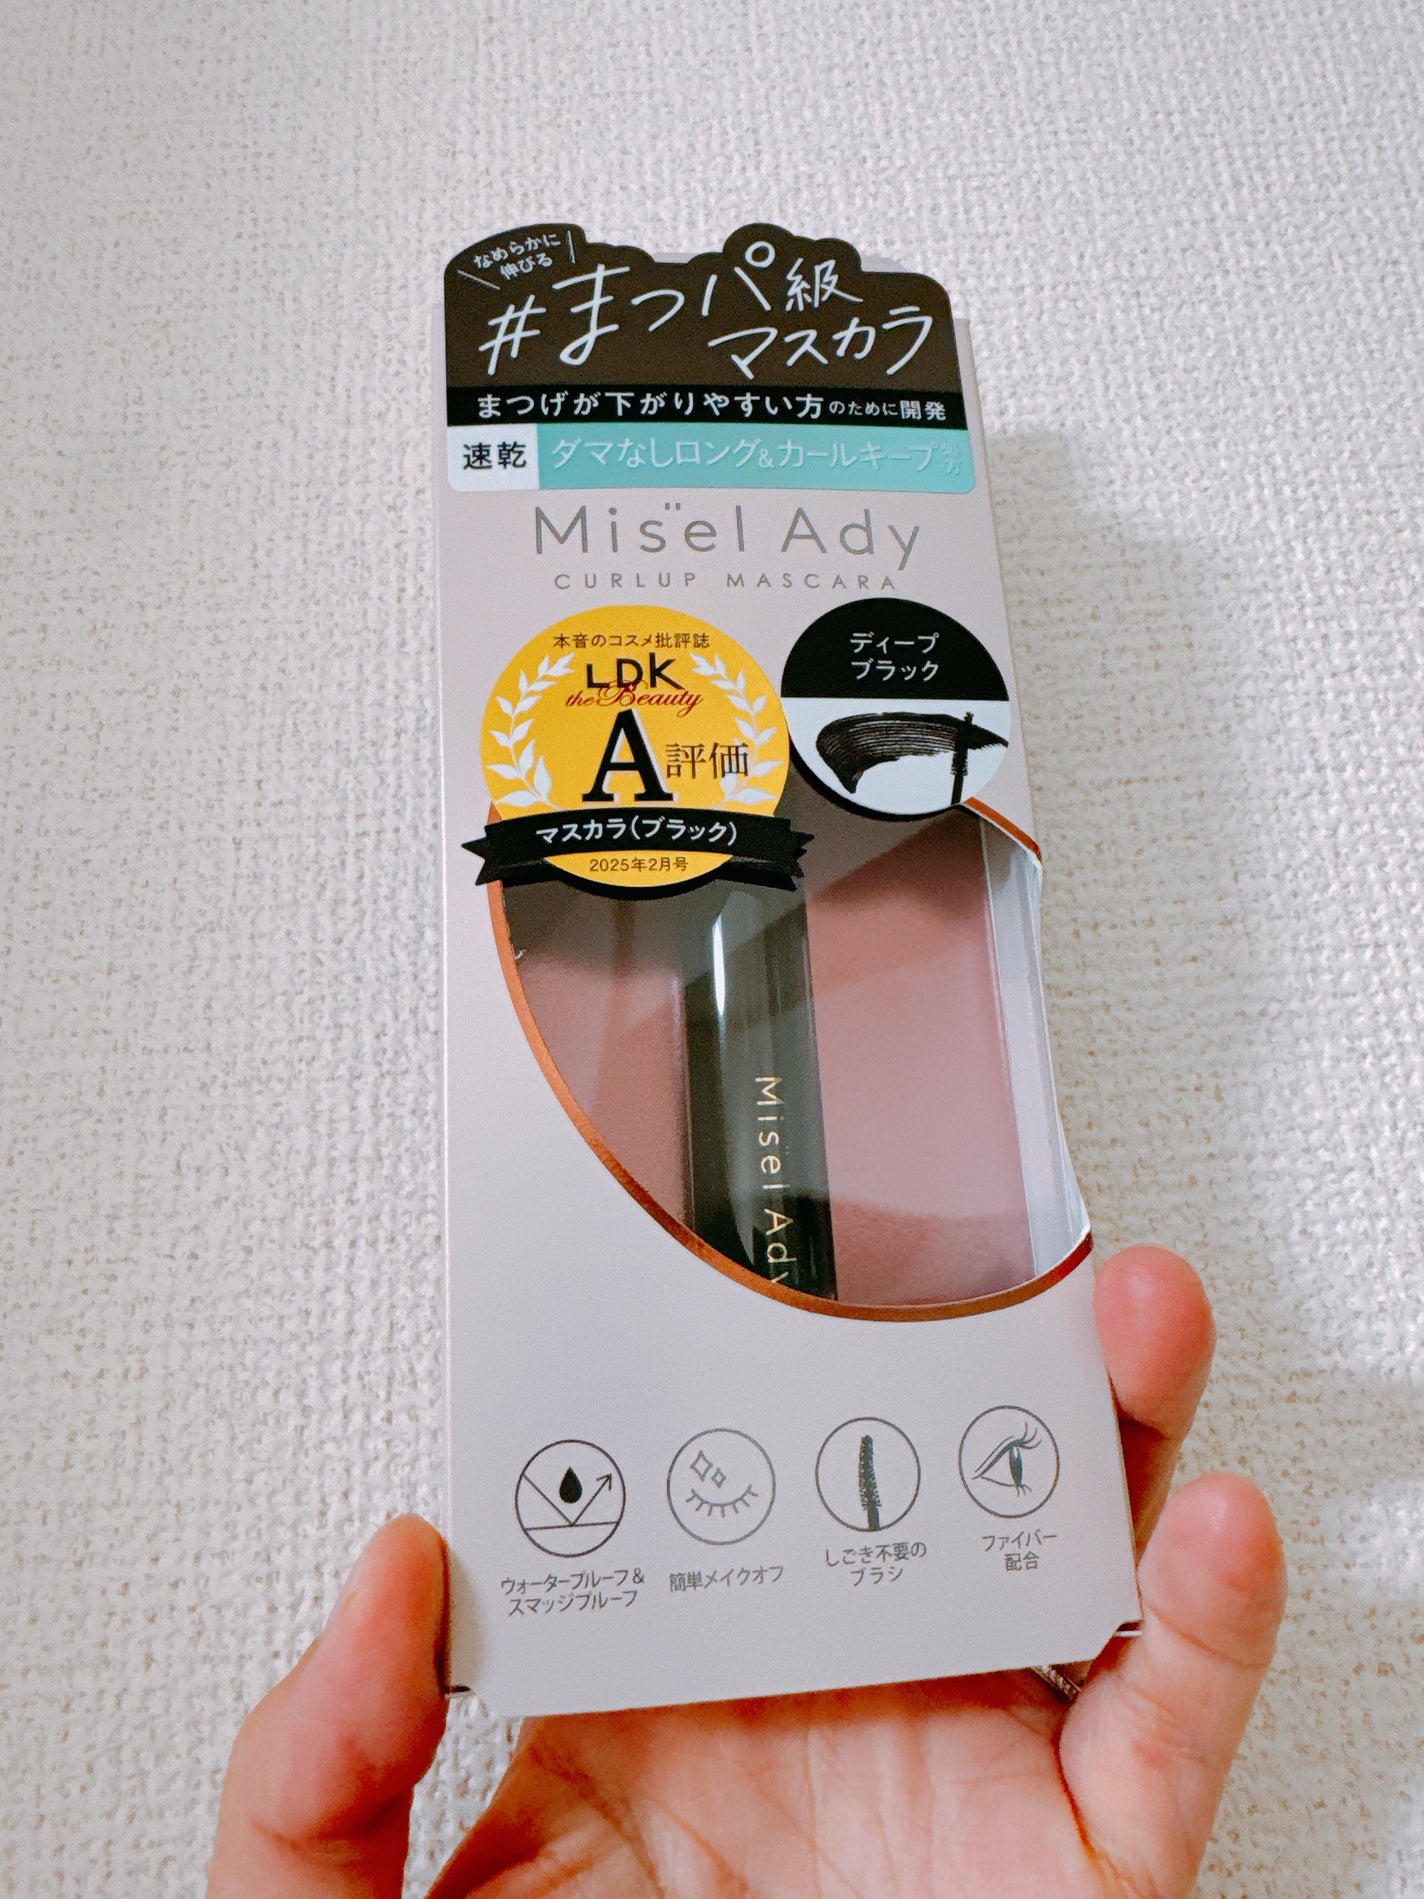 なめらかに
伸びる
#まつパ級
マスカラ
まつげが下がりやすい方のために開発
速乾 ダマなしロング&カールキープ処方
Misël Ady
CURLUP MASCARA
本音のコスメ批評誌
LDK
the Beauty
A評価
マスカラ(ブラック)
2025年2月号
ディープ
ブラック
Misël Ady
ウォータープルーフ&
スマッジプルーフ
簡単メイクオフ
しごき不要の
ブラシ
ファイバー
配合